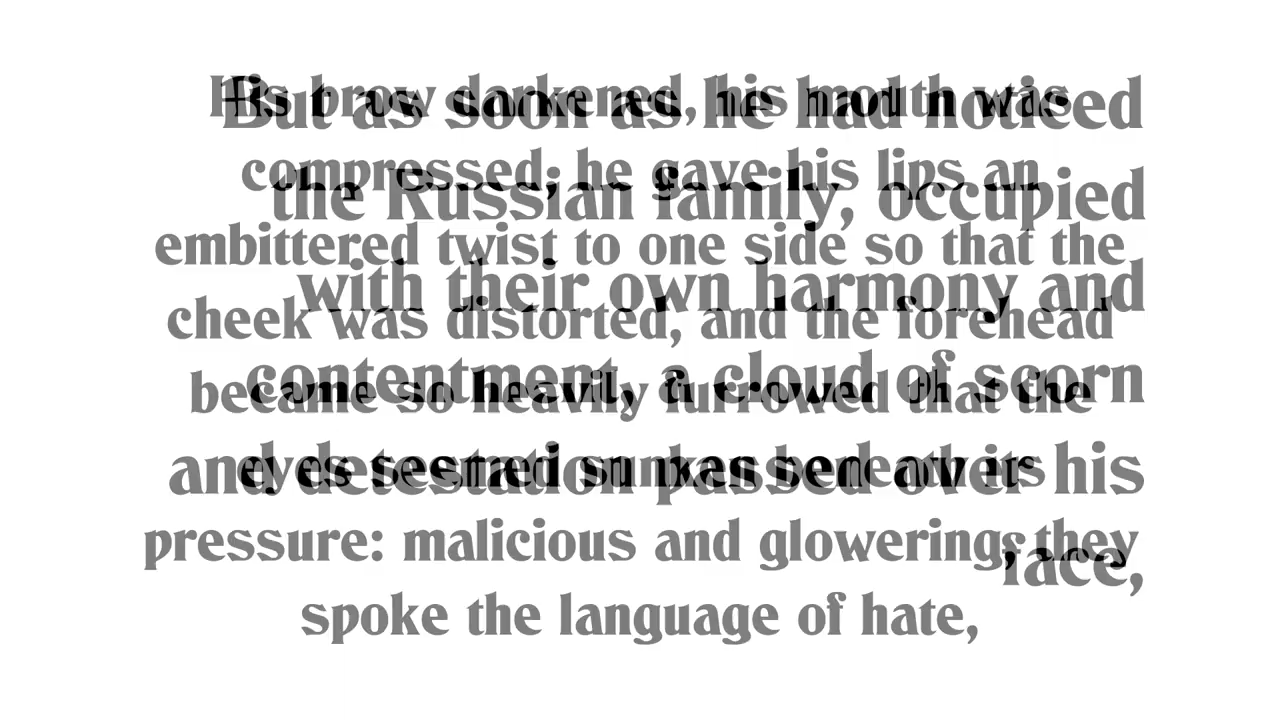 But as soon as he had noticed
the Russian family, occupied
with their own harmony and
contentment, a cloud of scorn
and detestation passed over his
face,
His brow darkened, his mouth was
compressed; he gave his lips an
embittered twist to one side so that the
cheek was distorted, and the forehead
became so heavily furrowed that the
eyes seemed sunken beneath its
pressure: malicious and glowering, they
spoke the language of hate,